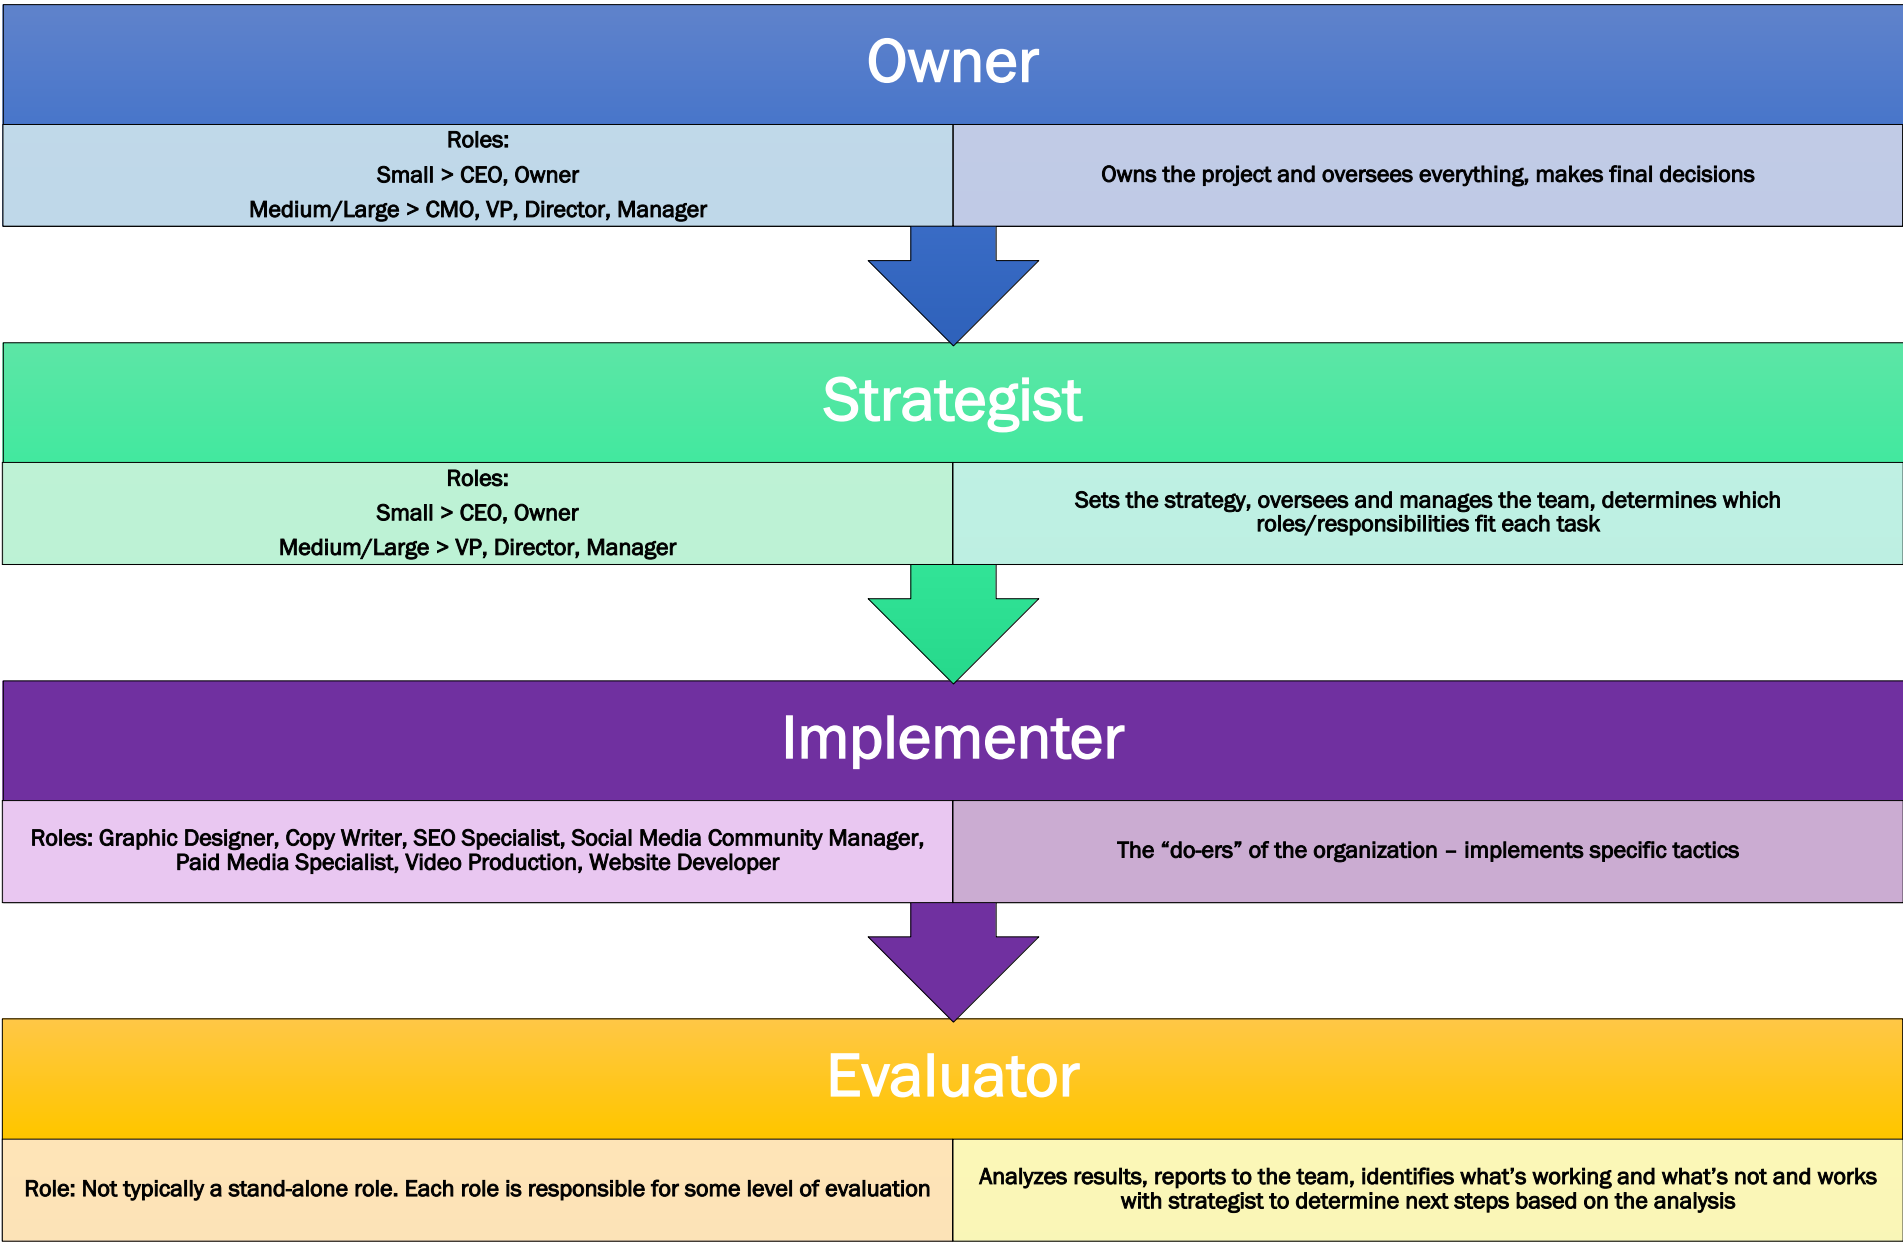 Owner
Roles:
Small > CEO, Owner
Medium/Large > CMO, VP, Director, Manager
Owns the project and oversees everything, makes final decisions
Strategist
Roles:
Small > CEO, Owner
Medium/Large > VP, Director, Manager
Sets the strategy, oversees and manages the team, determines which
roles/responsibilities fit each task
Implementer
Roles: Graphic Designer, Copy Writer, SEO Specialist, Social Media Community Manager,
Paid Media Specialist, Video Production, Website Developer
The “do-ers” of the organization – implements specific tactics
Evaluator
Role: Not typically a stand-alone role. Each role is responsible for some level of evaluation
Analyzes results, reports to the team, identifies what’s working and what’s not and works
with strategist to determine next steps based on the analysis